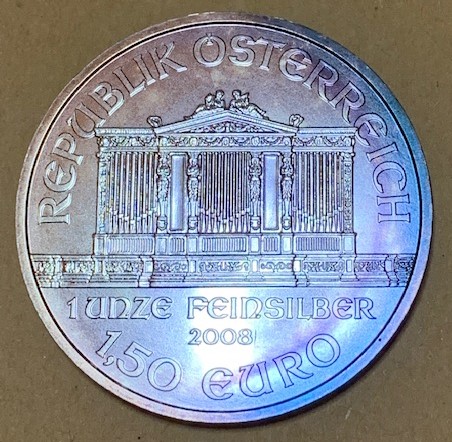 REPUBLIK ÖSTERREICH
1 UNZE FEINSILBER
2008
1,50 EURO